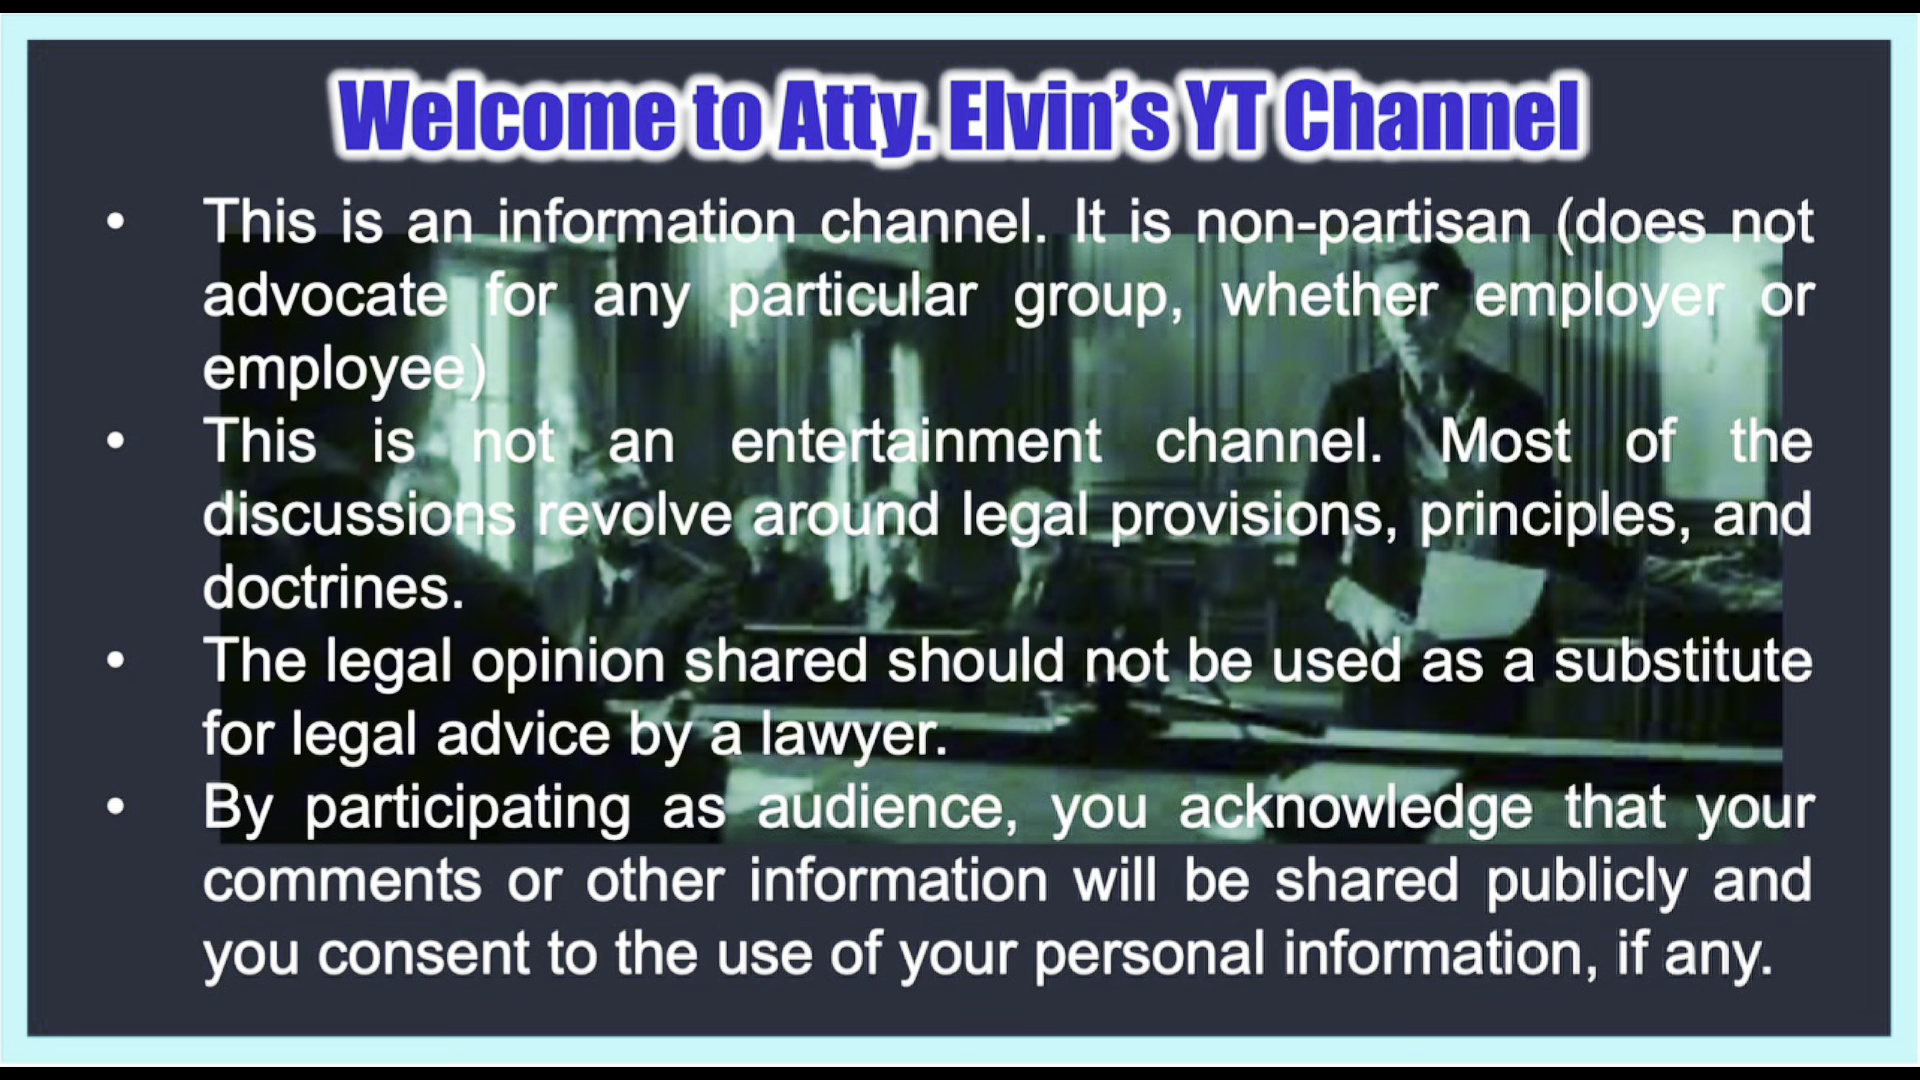 Welcome to Atty. Elvin's YT Channel
• This is an information channel. It is non-partisan (does not
advocate for any particular group, whether employer or
employee)
• This is not an entertainment channel. Most of the
discussions revolve around legal provisions, principles, and
doctrines.
• The legal opinion shared should not be used as a substitute
for legal advice by a lawyer.
• By participating as audience, you acknowledge that your
comments or other information will be shared publicly and
you consent to the use of your personal information, if any.